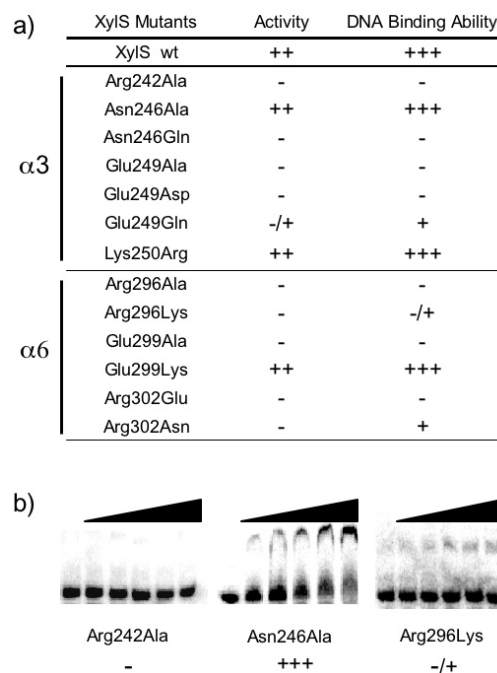 a) XylS Mutants Activity DNA Binding Ability
XylS wt ++ +++
α3
Arg242Ala - -
Asn246Ala ++ +++
Asn246Gln - -
Glu249Ala - -
Glu249Asp - -
Glu249Gln -/+ +
Lys250Arg ++ +++
α6
Arg296Ala - -
Arg296Lys - -/+
Glu299Ala - -
Glu299Lys ++ +++
Arg302Glu - -
Arg302Asn - +
b)
Arg242Ala Asn246Ala Arg296Lys
- +++ -/+